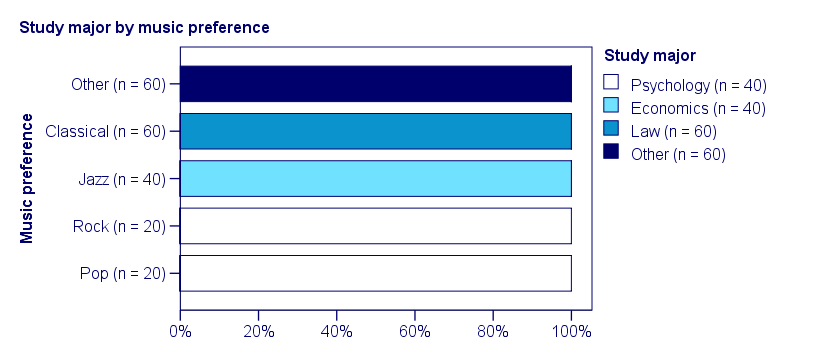 Study major by music preference
Music preference
Other (n = 60)
Classical (n = 60)
Jazz (n = 40)
Rock (n = 20)
Pop (n = 20)
0% 20% 40% 60% 80% 100%
Study major
Psychology (n = 40)
Economics (n = 40)
Law (n = 60)
Other (n = 60)